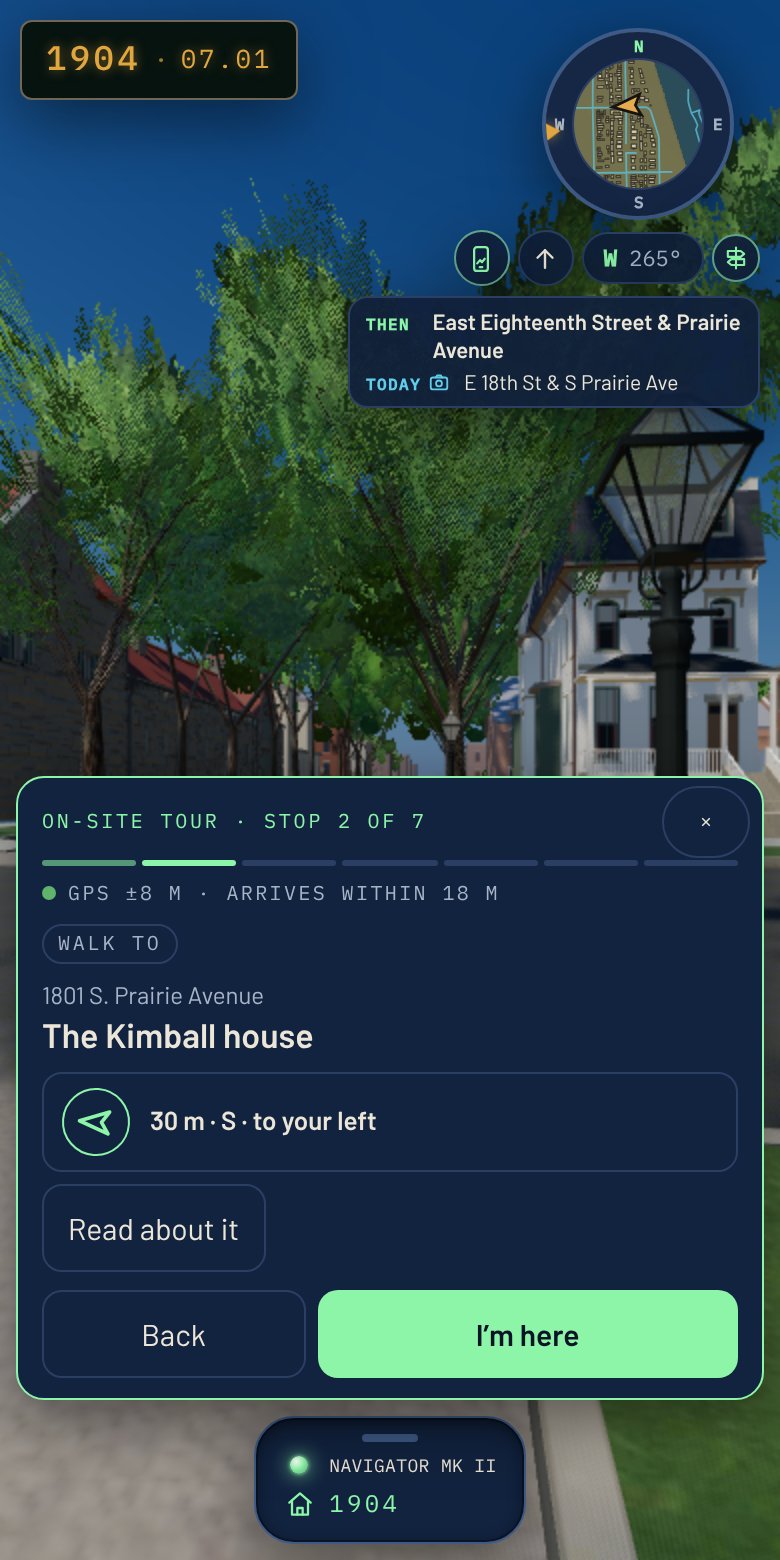 1904 · 07.01
N
W
E
S
W 265°
THEN East Eighteenth Street & Prairie
Avenue
TODAY E 18th St & S Prairie Ave
ON-SITE TOUR · STOP 2 OF 7
×
GPS ±8 M · ARRIVES WITHIN 18 M
WALK TO
1801 S. Prairie Avenue
The Kimball house
30 m · S · to your left
Read about it
Back
I’m here
NAVIGATOR MK II
1904